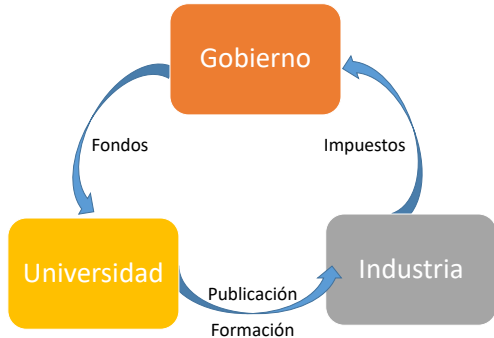 Gobierno
Fondos
Impuestos
Universidad
Industria
Publicación
Formación